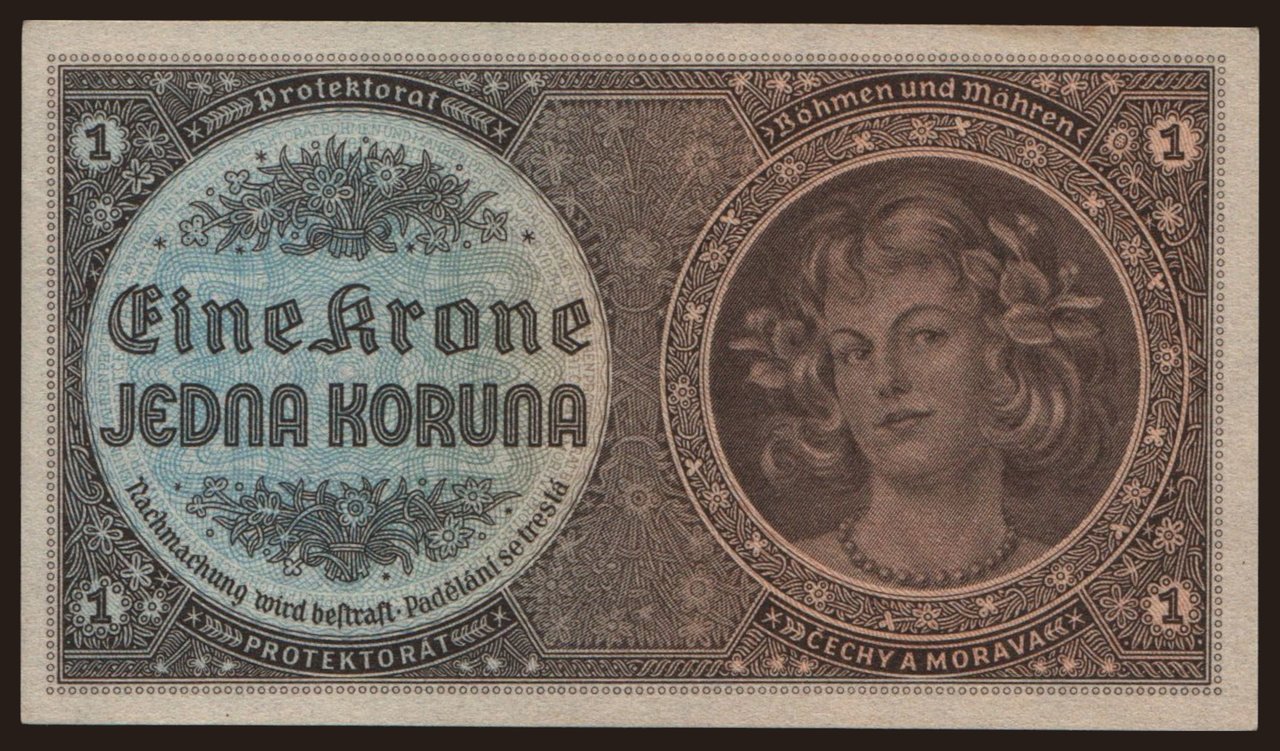 Protektorat
Böhmen und Mähren
1
1
Eine Krone
JEDNA KORUNA
Nachmachung wird bestraft · Padělání se trestá
1
1
PROTEKTORÁT
ČECHY A MORAVA